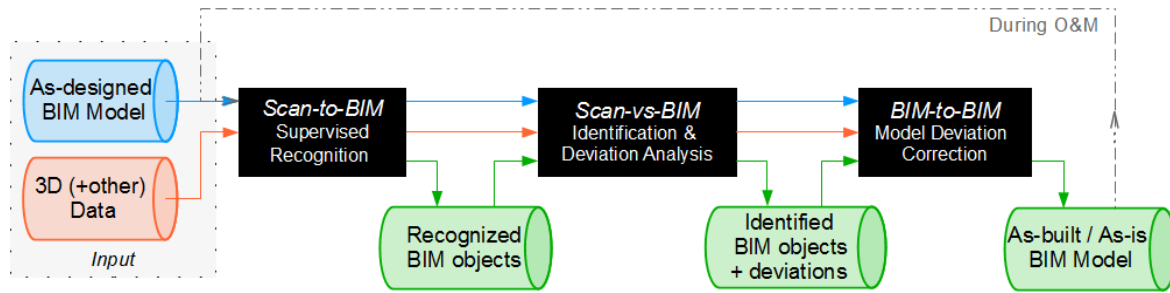 During O&M
As-designed
BIM Model
3D (+other)
Data
Input
Scan-to-BIM
Supervised
Recognition
Scan-vs-BIM
Identification &
Deviation Analysis
BIM-to-BIM
Model Deviation
Correction
Recognized
BIM objects
Identified
BIM objects
+ deviations
As-built / As-is
BIM Model